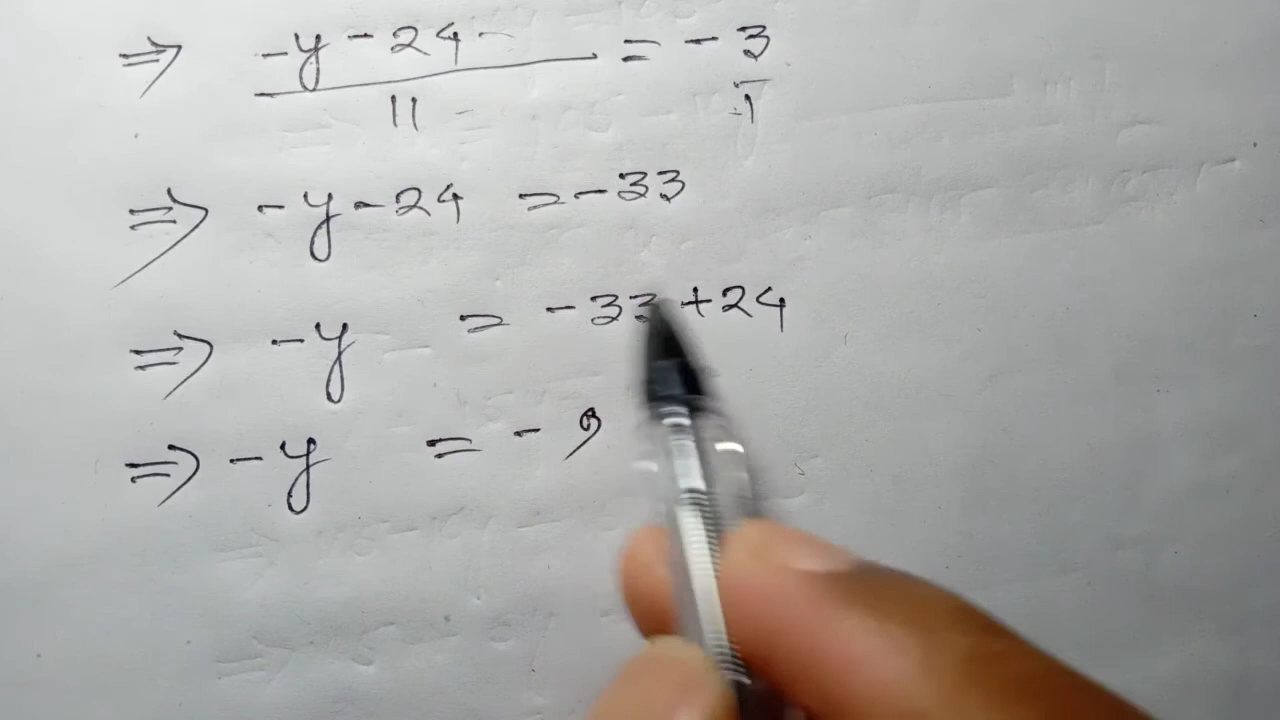 ⇒ -y - 24 = -3
11 1
⇒ -y - 24 = -33
⇒ -y = -33 + 24
⇒ -y = - 9